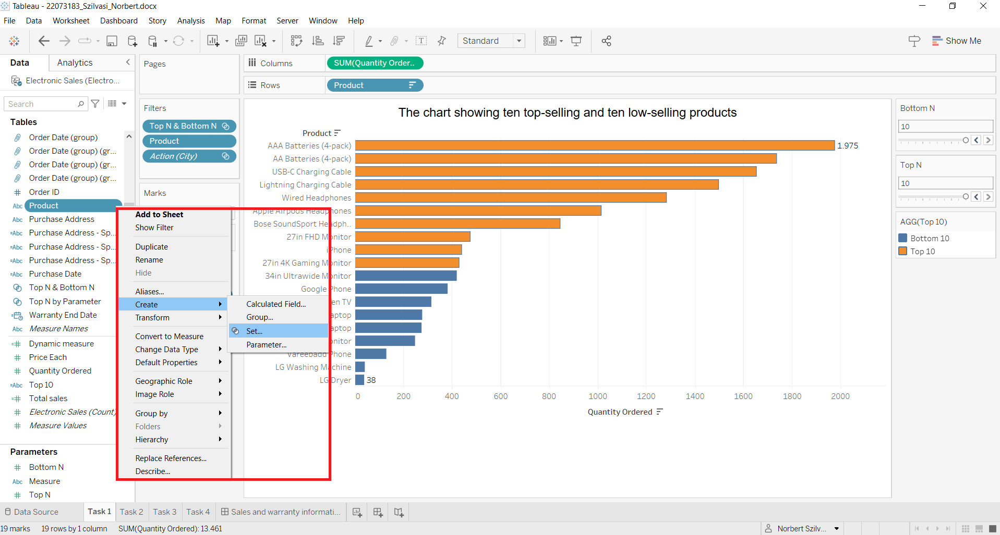 Tableau - 22073183_Szilvasi_Norbert.docx
File Data Worksheet Dashboard Story Analysis Map Format Server Window Help
Standard
Show Me
Data
Analytics
Electronic Sales (Electro...
Search
Tables
Order Date (group)
Order Date (group) (gr...
Order Date (group) (gr...
Order Date (group) (gr...
Order ID
Abc Product
Abc Purchase Address
=Abc Purchase Address - Sp...
=Abc Purchase Address - Sp...
=Abc Purchase Address - Sp...
=Abc Purchase Date
Top N & Bottom N
Top N by Parameter
Warranty End Date
Abc Measure Names
Dynamic measure
Price Each
Quantity Ordered
=Abc Top 10
Total sales
Electronic Sales (Count)
Measure Values
Parameters
Bottom N
Abc Measure
Top N
Pages
Filters
Top N & Bottom N
Product
Action (City)
Marks
Add to Sheet
Show Filter
Duplicate
Rename
Hide
Aliases...
Create
Transform
Convert to Measure
Change Data Type
Default Properties
Geographic Role
Image Role
Group by
Folders
Hierarchy
Replace References...
Describe...
Calculated Field...
Group...
Set...
Parameter...
Columns
SUM(Quantity Order..
Rows
Product
The chart showing ten top-selling and ten low-selling products
Product
AAA Batteries (4-pack)
1.975
AA Batteries (4-pack)
USB-C Charging Cable
Lightning Charging Cable
Wired Headphones
Apple Airpods Headphones
Bose SoundSport Headph..
27in FHD Monitor
iPhone
27in 4K Gaming Monitor
34in Ultrawide Monitor
Google Phone
en TV
aptop
aptop
onitor
Vareebadd Phone
LG Washing Machine
LG Dryer
38
0 200 400 600 800 1000 1200 1400 1600 1800 2000
Quantity Ordered
Bottom N
10
Top N
10
AGG(Top 10)
Bottom 10
Top 10
Data Source
Task 1
Task 2
Task 3
Task 4
Sales and warranty informati...
19 marks
19 rows by 1 column
SUM(Quantity Ordered): 13.461
Norbert Szilv...